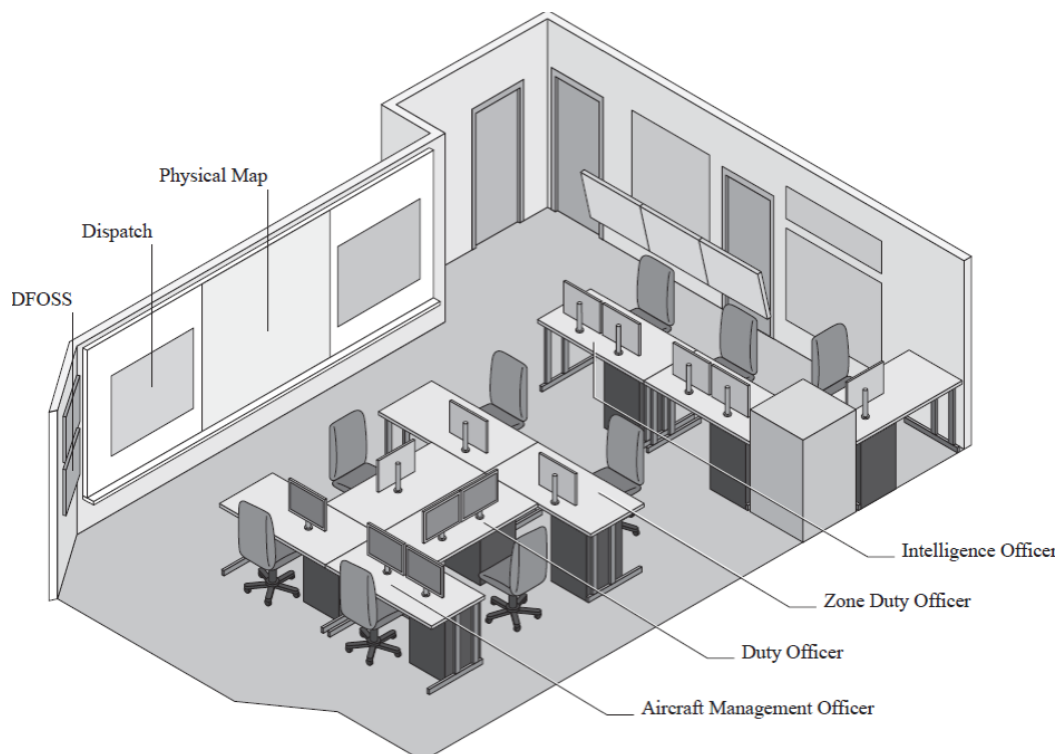 Physical Map
Dispatch
DFOSS
Intelligence Officer
Zone Duty Officer
Duty Officer
Aircraft Management Officer